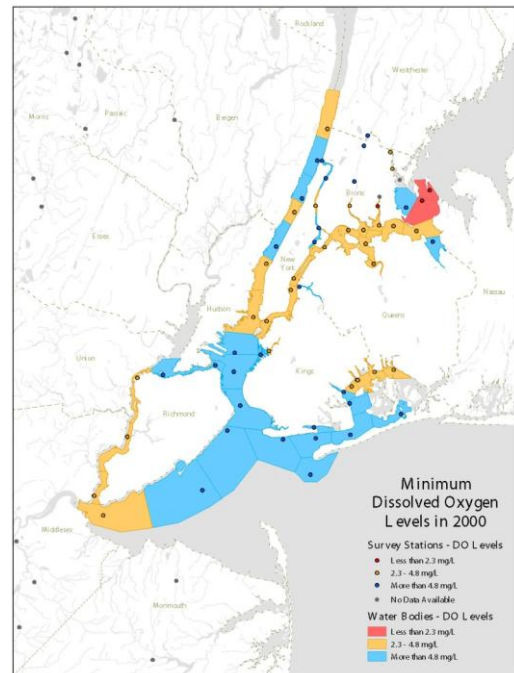 Rockland
Westchester
Passaic
Bergen
Morris
Bronx
Essex
New
York
Nassau
Hudson
Queens
Union
Kings
Richmond
Middlesex
Monmouth
Minimum
Dissolved Oxygen
Levels in 2000
Survey Stations - DO Levels
Less than 2.3 mg/L
2.3 - 4.8 mg/L
More than 4.8 mg/L
No Data Available
Water Bodies - DO Levels
Less than 2.3 mg/L
2.3 - 4.8 mg/L
More than 4.8 mg/L